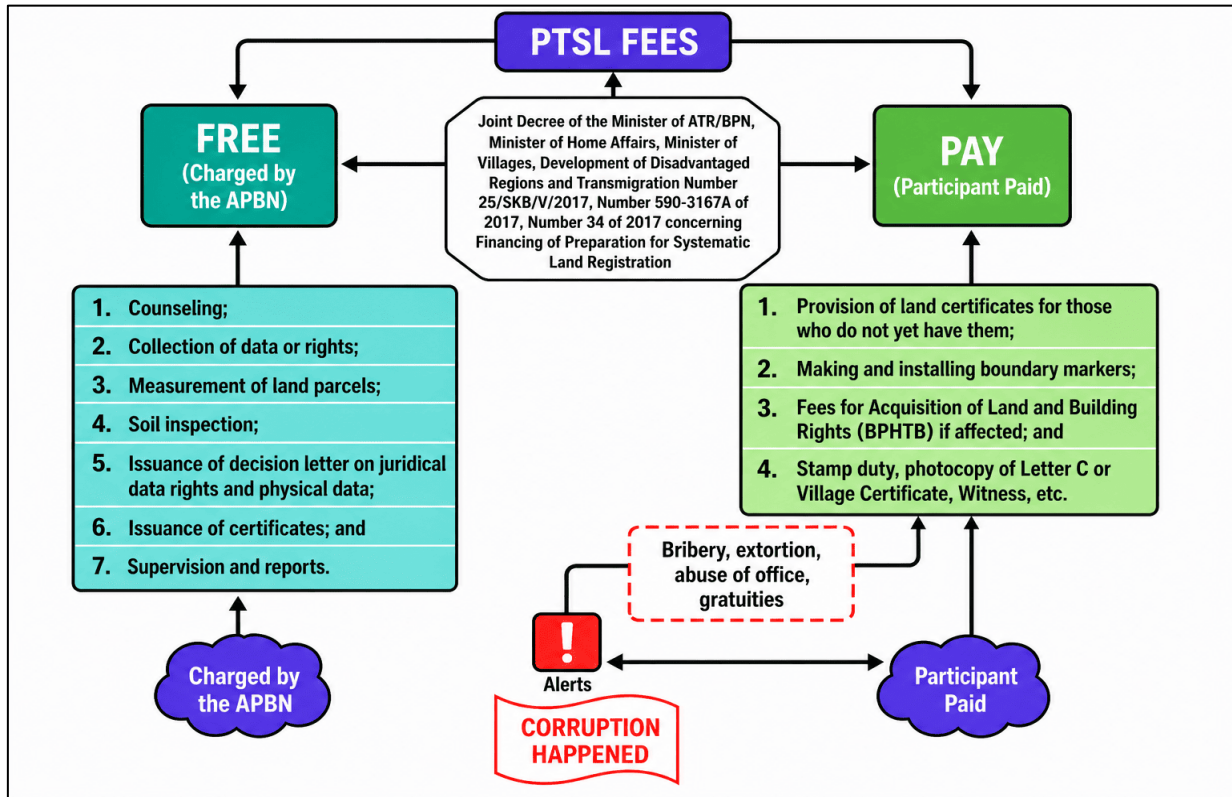 PTSL FEES
FREE
(Charged by
the APBN)
Joint Decree of the Minister of ATR/BPN,
Minister of Home Affairs, Minister of
Villages, Development of Disadvantaged
Regions and Transmigration Number
25/SKB/V/2017, Number 590-3167A of
2017, Number 34 of 2017 concerning
Financing of Preparation for Systematic
Land Registration
PAY
(Participant Paid)
1. Counseling;
2. Collection of data or rights;
3. Measurement of land parcels;
4. Soil inspection;
5. Issuance of decision letter on juridical
data rights and physical data;
6. Issuance of certificates; and
7. Supervision and reports.
1. Provision of land certificates for those
who do not yet have them;
2. Making and installing boundary markers;
3. Fees for Acquisition of Land and Building
Rights (BPHTB) if affected; and
4. Stamp duty, photocopy of Letter C or
Village Certificate, Witness, etc.
Bribery, extortion,
abuse of office,
gratuities
!
Alerts
CORRUPTION
HAPPENED
Charged by
the APBN
Participant
Paid